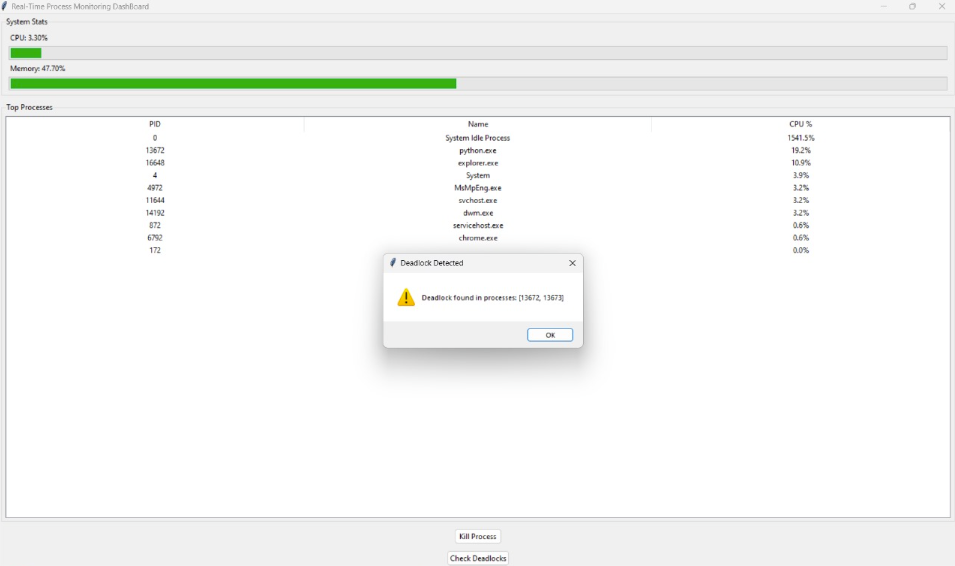 Real-Time Process Monitoring Dashboard
System Stats
CPU: 3.30%
Memory: 47.70%
Top Processes
PID Name CPU %
0 System Idle Process 1541.5%
13672 python.exe 19.2%
16648 explorer.exe 10.9%
4 System 3.9%
4972 MsMpEng.exe 3.2%
11644 svchost.exe 3.2%
14192 dwm.exe 3.2%
872 servicehost.exe 0.6%
6792 chrome.exe 0.6%
172 0.0%
Deadlock Detected
Deadlock found in processes: [13672, 13673]
OK
Kill Process
Check Deadlocks